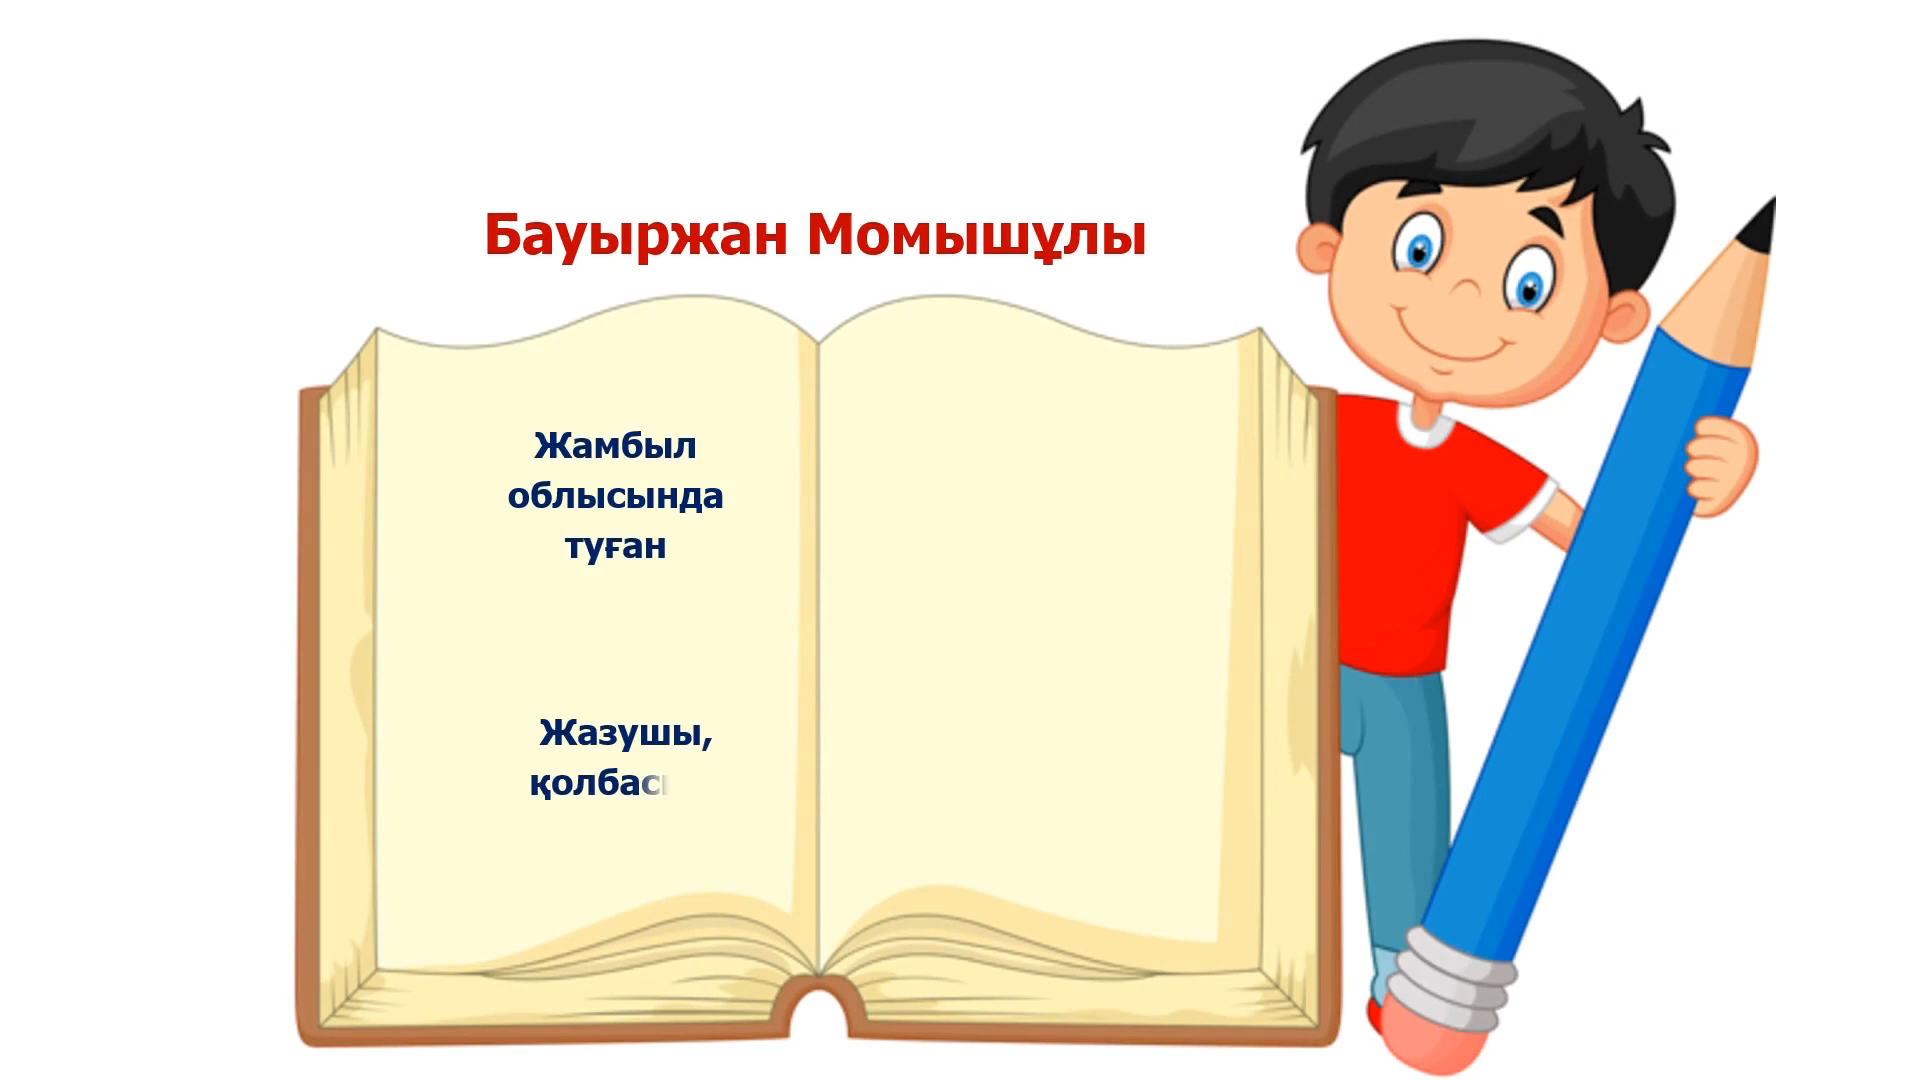 Бауыржан Момышұлы
Жамбыл
облысында
туған
Жазушы,